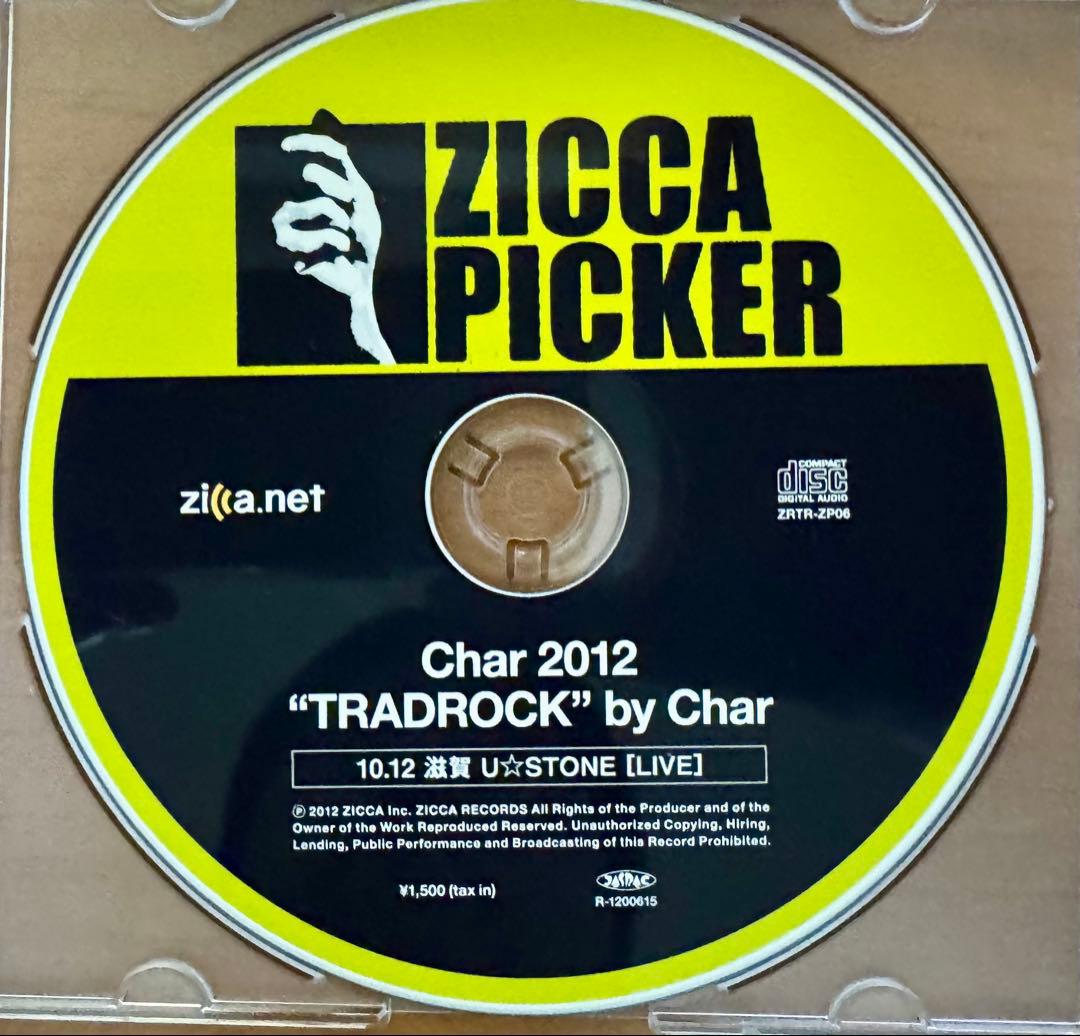 ZICCA
PICKER
zicca.net
COMPACT
disc
DIGITAL AUDIO
ZRTR-ZP06
Char 2012
“TRADROCK” by Char
10.12 滋賀 U☆STONE [LIVE]
Ⓟ 2012 ZICCA Inc. ZICCA RECORDS All Rights of the Producer and of the
Owner of the Work Reproduced Reserved. Unauthorized Copying, Hiring,
Lending, Public Performance and Broadcasting of this Record Prohibited.
¥1,500 (tax in)
JASRAC
R-1200615